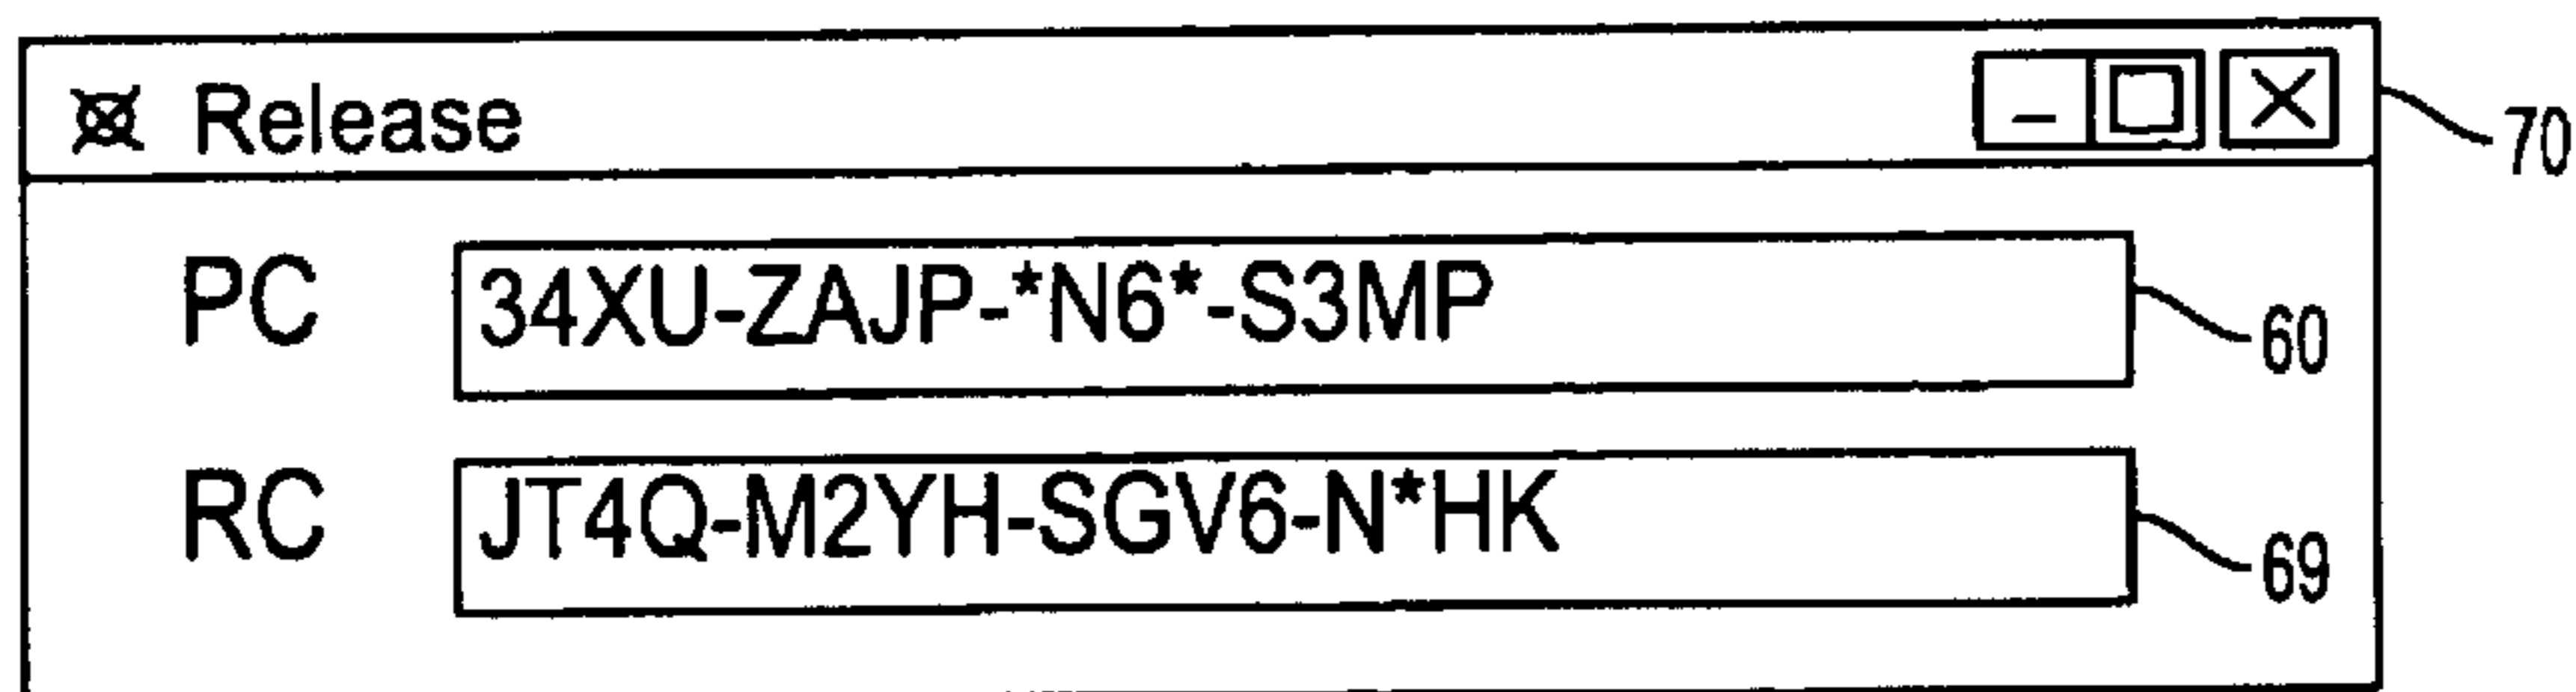 Release
70
PC 34XU-ZAJP-*N6*-S3MP
60
RC JT4Q-M2YH-SGV6-N*HK
69